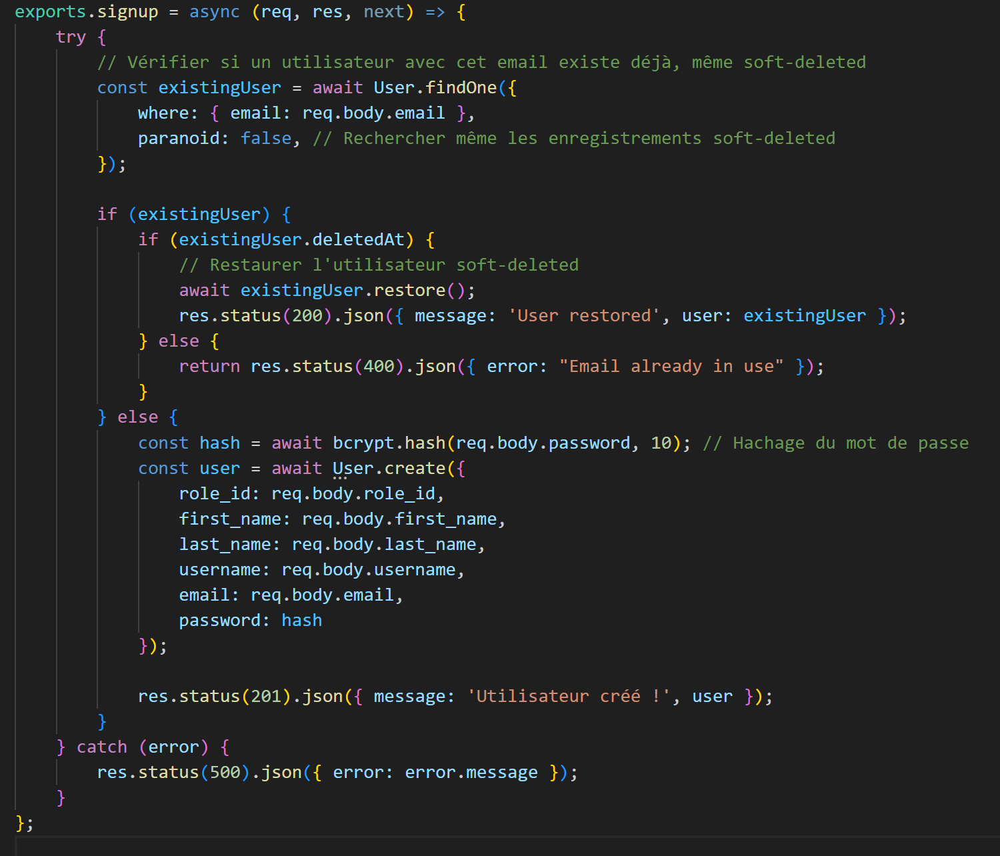 exports.signup = async (req, res, next) => {
    try {
        // Vérifier si un utilisateur avec cet email existe déjà, même soft-deleted
        const existingUser = await User.findOne({
            where: { email: req.body.email },
            paranoid: false, // Rechercher même les enregistrements soft-deleted
        });

        if (existingUser) {
            if (existingUser.deletedAt) {
                // Restaurer l'utilisateur soft-deleted
                await existingUser.restore();
                res.status(200).json({ message: 'User restored', user: existingUser });
            } else {
                return res.status(400).json({ error: "Email already in use" });
            }
        } else {
            const hash = await bcrypt.hash(req.body.password, 10); // Hachage du mot de passe
            const user = await User.create({
                role_id: req.body.role_id,
                first_name: req.body.first_name,
                last_name: req.body.last_name,
                username: req.body.username,
                email: req.body.email,
                password: hash
            });

            res.status(201).json({ message: 'Utilisateur créé !', user });
        }
    } catch (error) {
        res.status(500).json({ error: error.message });
    }
};